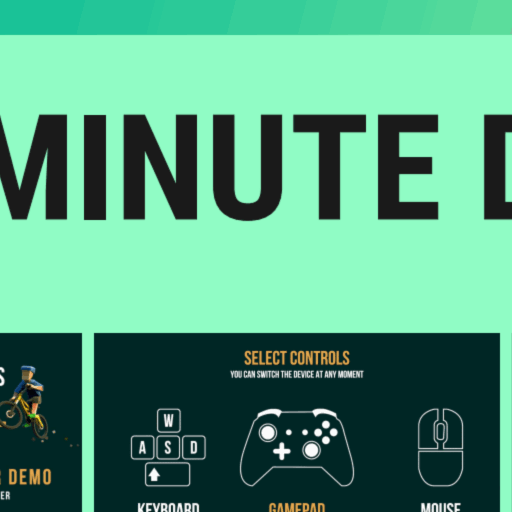 MINUTE D
S
R DEMO
ER
SELECT CONTROLS
YOU CAN SWITCH THE DEVICE AT ANY MOMENT
W
A S D
KEYBOARD GAMEPAD MOUSE